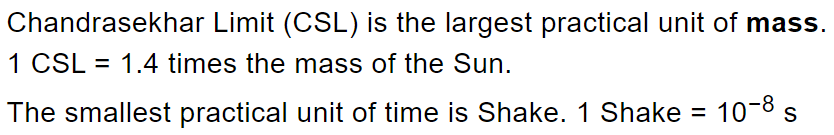 Chandrasekhar Limit (CSL) is the largest practical unit of mass.
1 CSL = 1.4 times the mass of the Sun.
The smallest practical unit of time is Shake. 1 Shake = 10⁻⁸ s